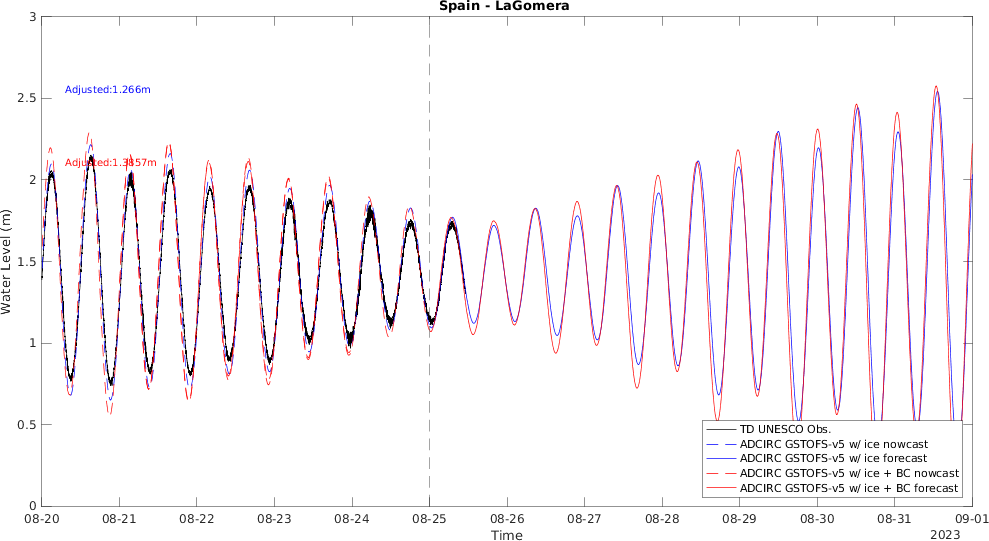 Spain - LaGomera
3
2.5
2
1.5
1
0.5
0
Water Level (m)
Adjusted:1.266m
Adjusted:1.3857m
TD UNESCO Obs.
ADCIRC GSTOFS-v5 w/ ice nowcast
ADCIRC GSTOFS-v5 w/ ice forecast
ADCIRC GSTOFS-v5 w/ ice + BC nowcast
ADCIRC GSTOFS-v5 w/ ice + BC forecast
08-20 08-21 08-22 08-23 08-24 08-25 08-26 08-27 08-28 08-29 08-30 08-31 09-01
Time
2023